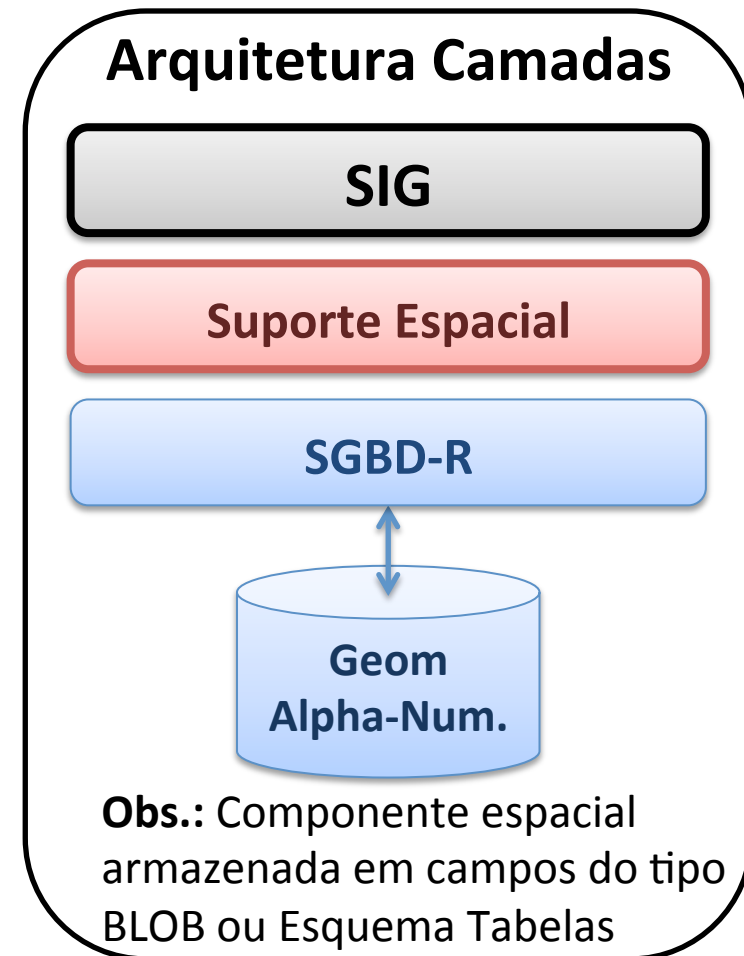 Arquitetura Camadas
SIG
Suporte Espacial
SGBD-R
Geom
Alpha-Num.
Obs.: Componente espacial
armazenada em campos do tipo
BLOB ou Esquema Tabelas